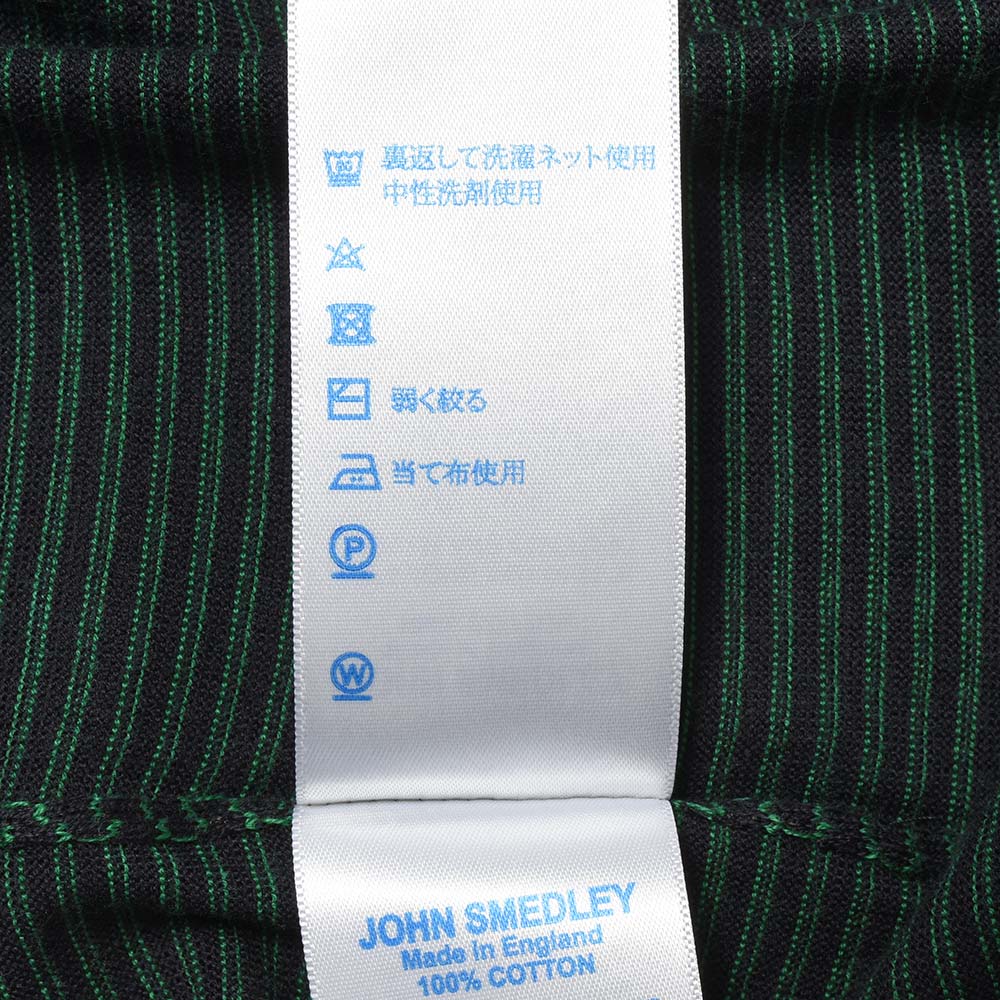 裏返して洗濯ネット使用
中性洗剤使用
弱く絞る
当て布使用
P
W
JOHN SMEDLEY
Made In England
100% COTTON